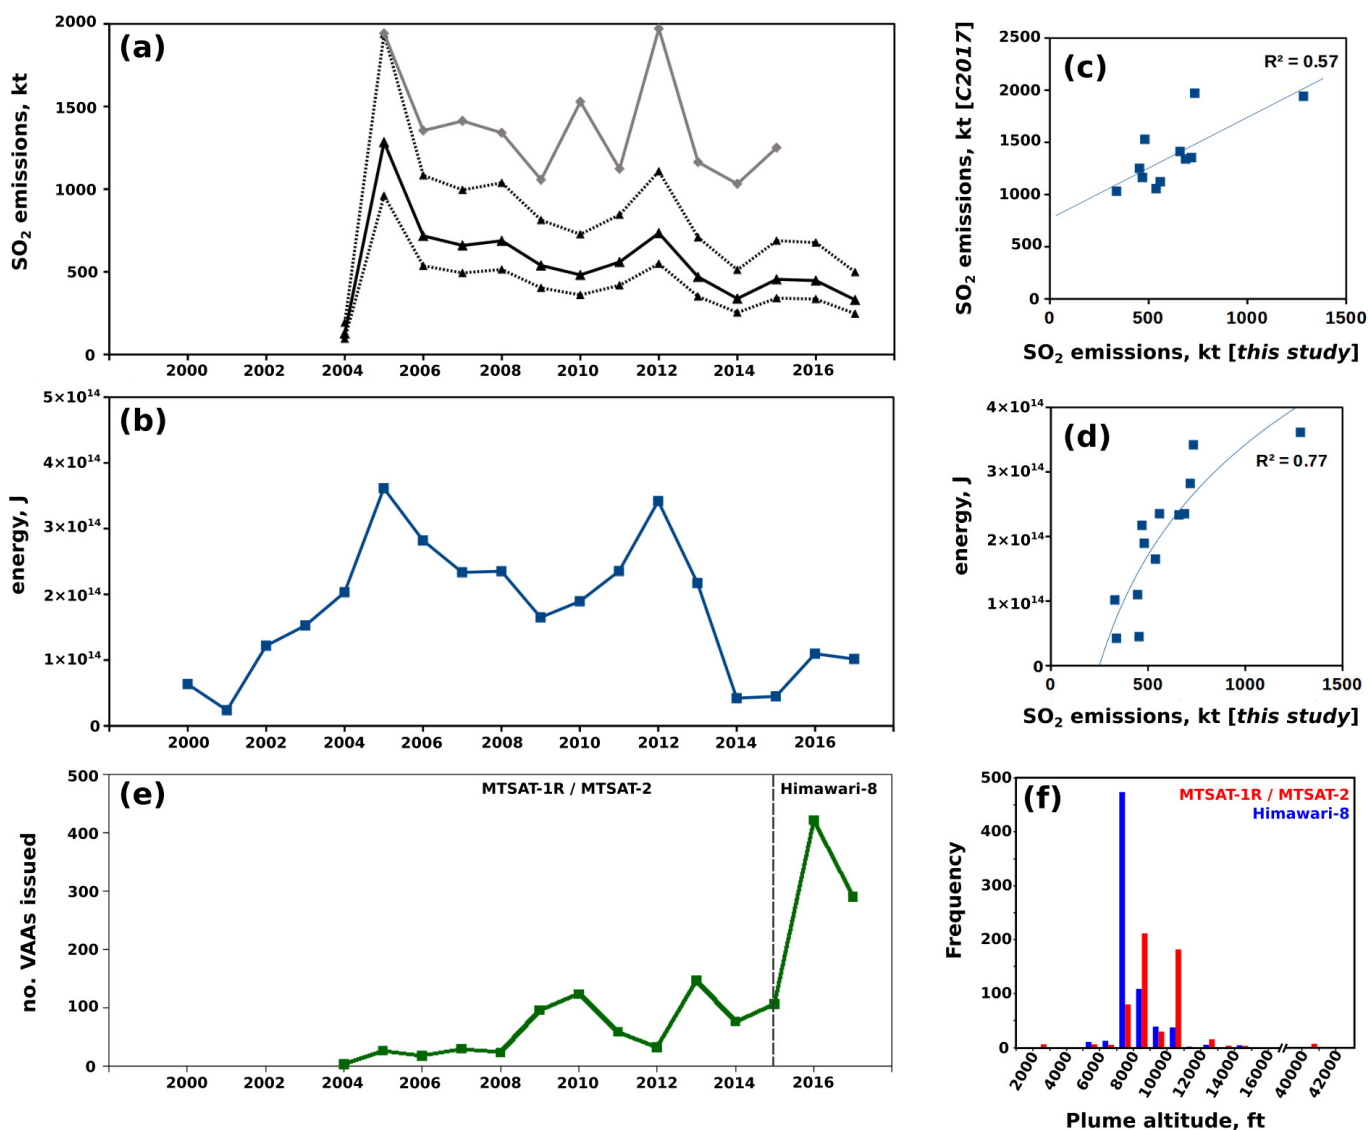 (a)
SO₂ emissions, kt
2000
1500
1000
500
0
2000 2002 2004 2006 2008 2010 2012 2014 2016
(c)
R² = 0.57
SO₂ emissions, kt [C2017]
2500
2000
1500
1000
500
0
0 500 1000 1500
SO₂ emissions, kt [this study]
(b)
energy, J
5×10¹⁴
4×10¹⁴
3×10¹⁴
2×10¹⁴
1×10¹⁴
0
2000 2002 2004 2006 2008 2010 2012 2014 2016
(d)
R² = 0.77
energy, J
4×10¹⁴
3×10¹⁴
2×10¹⁴
1×10¹⁴
0
0 500 1000 1500
SO₂ emissions, kt [this study]
(e)
MTSAT-1R / MTSAT-2 Himawari-8
no. VAAs issued
500
400
300
200
100
0
2000 2002 2004 2006 2008 2010 2012 2014 2016
(f)
MTSAT-1R / MTSAT-2
Himawari-8
Frequency
500
400
300
200
100
0
2000 4000 6000 8000 10000 12000 14000 16000 40000 42000
Plume altitude, ft